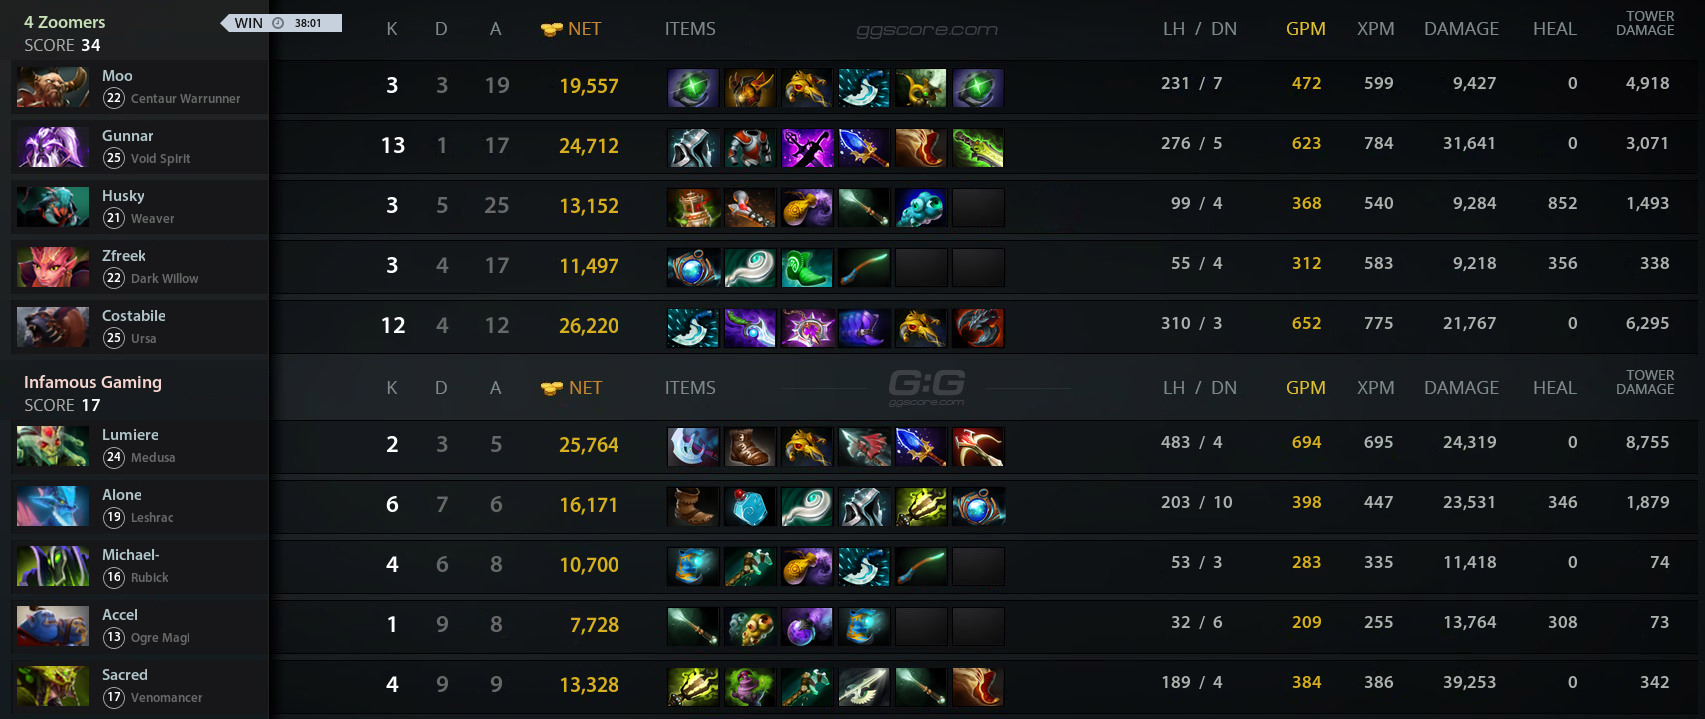 4 Zoomers WIN 38:01 K D A NET ITEMS ggscore.com LH / DN GPM XPM DAMAGE HEAL TOWER DAMAGE
SCORE 34
Moo
22 Centaur Warrunner 3 3 19 19,557 231 / 7 472 599 9,427 0 4,918
Gunnar
25 Void Spirit 13 1 17 24,712 276 / 5 623 784 31,641 0 3,071
Husky
21 Weaver 3 5 25 13,152 99 / 4 368 540 9,284 852 1,493
Zfreek
22 Dark Willow 3 4 17 11,497 55 / 4 312 583 9,218 356 338
Costabile
25 Ursa 12 4 12 26,220 310 / 3 652 775 21,767 0 6,295
Infamous Gaming K D A NET ITEMS G:G ggscore.com LH / DN GPM XPM DAMAGE HEAL TOWER DAMAGE
SCORE 17
Lumiere
24 Medusa 2 3 5 25,764 483 / 4 694 695 24,319 0 8,755
Alone
19 Leshrac 6 7 6 16,171 203 / 10 398 447 23,531 346 1,879
Michael-
16 Rubick 4 6 8 10,700 53 / 3 283 335 11,418 0 74
Accel
13 Ogre Magi 1 9 8 7,728 32 / 6 209 255 13,764 308 73
Sacred
17 Venomancer 4 9 9 13,328 189 / 4 384 386 39,253 0 342